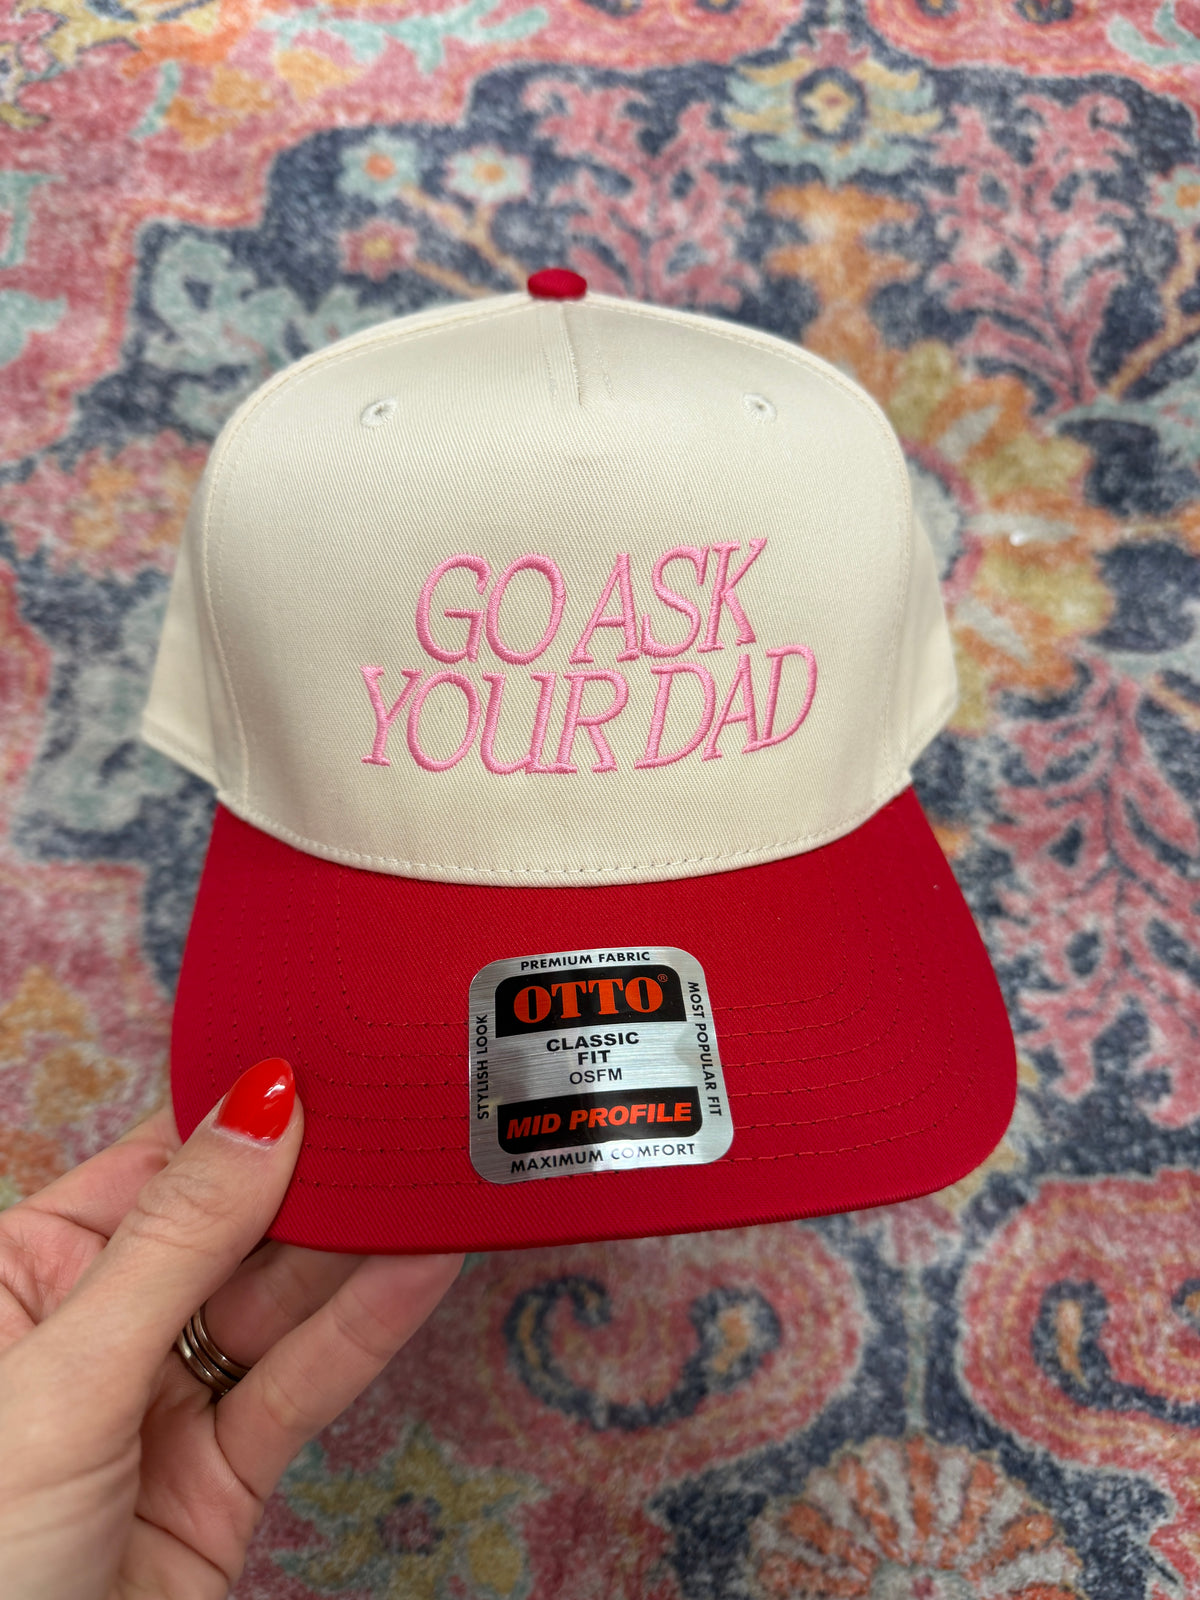 GO ASK
YOUR DAD
PREMIUM FABRIC
OTTO®
CLASSIC
FIT
OSFM
MID PROFILE
MAXIMUM COMFORT
STYLISH LOOK
MOST POPULAR FIT